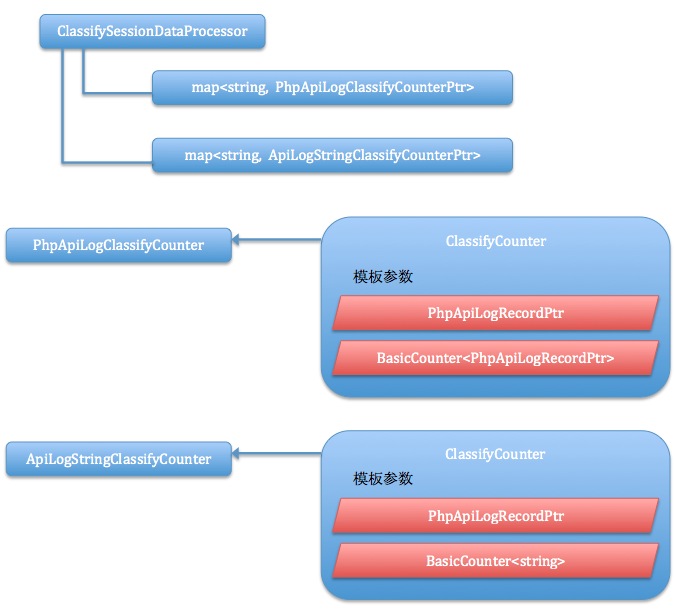 ClassifySessionDataProcessor
map<string, PhpApiLogClassifyCounterPtr>
map<string, ApiLogStringClassifyCounterPtr>
PhpApiLogClassifyCounter
ClassifyCounter
模板参数
PhpApiLogRecordPtr
BasicCounter<PhpApiLogRecordPtr>
ApiLogStringClassifyCounter
ClassifyCounter
模板参数
PhpApiLogRecordPtr
BasicCounter<string>